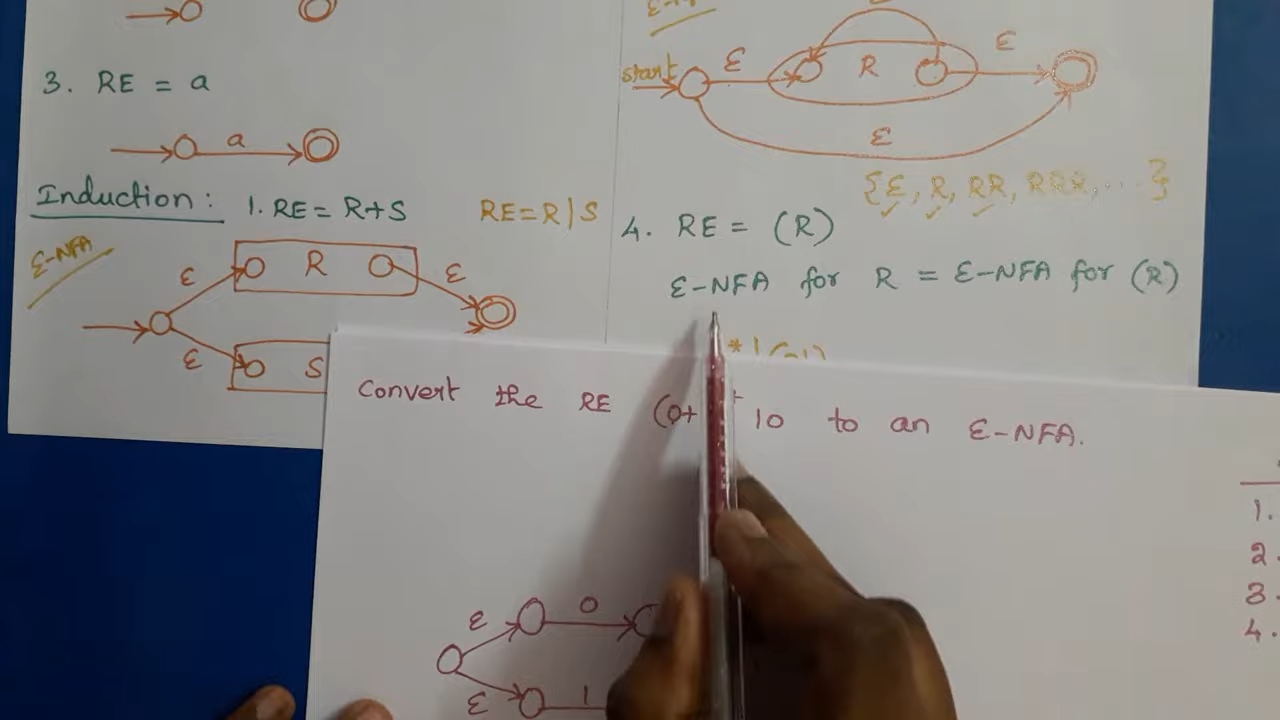 3. RE = a
a
Induction: 1. RE = R+S RE = R | S
ε-NFA
ε R ε
ε S
start ε R ε
ε
{ε, R, RR, RRR, ... }
4. RE = (R)
ε-NFA for R = ε-NFA for (R)
Convert the RE (0+ 10 to an ε-NFA.
ε 0
ε 1
1.
2.
3.
4.